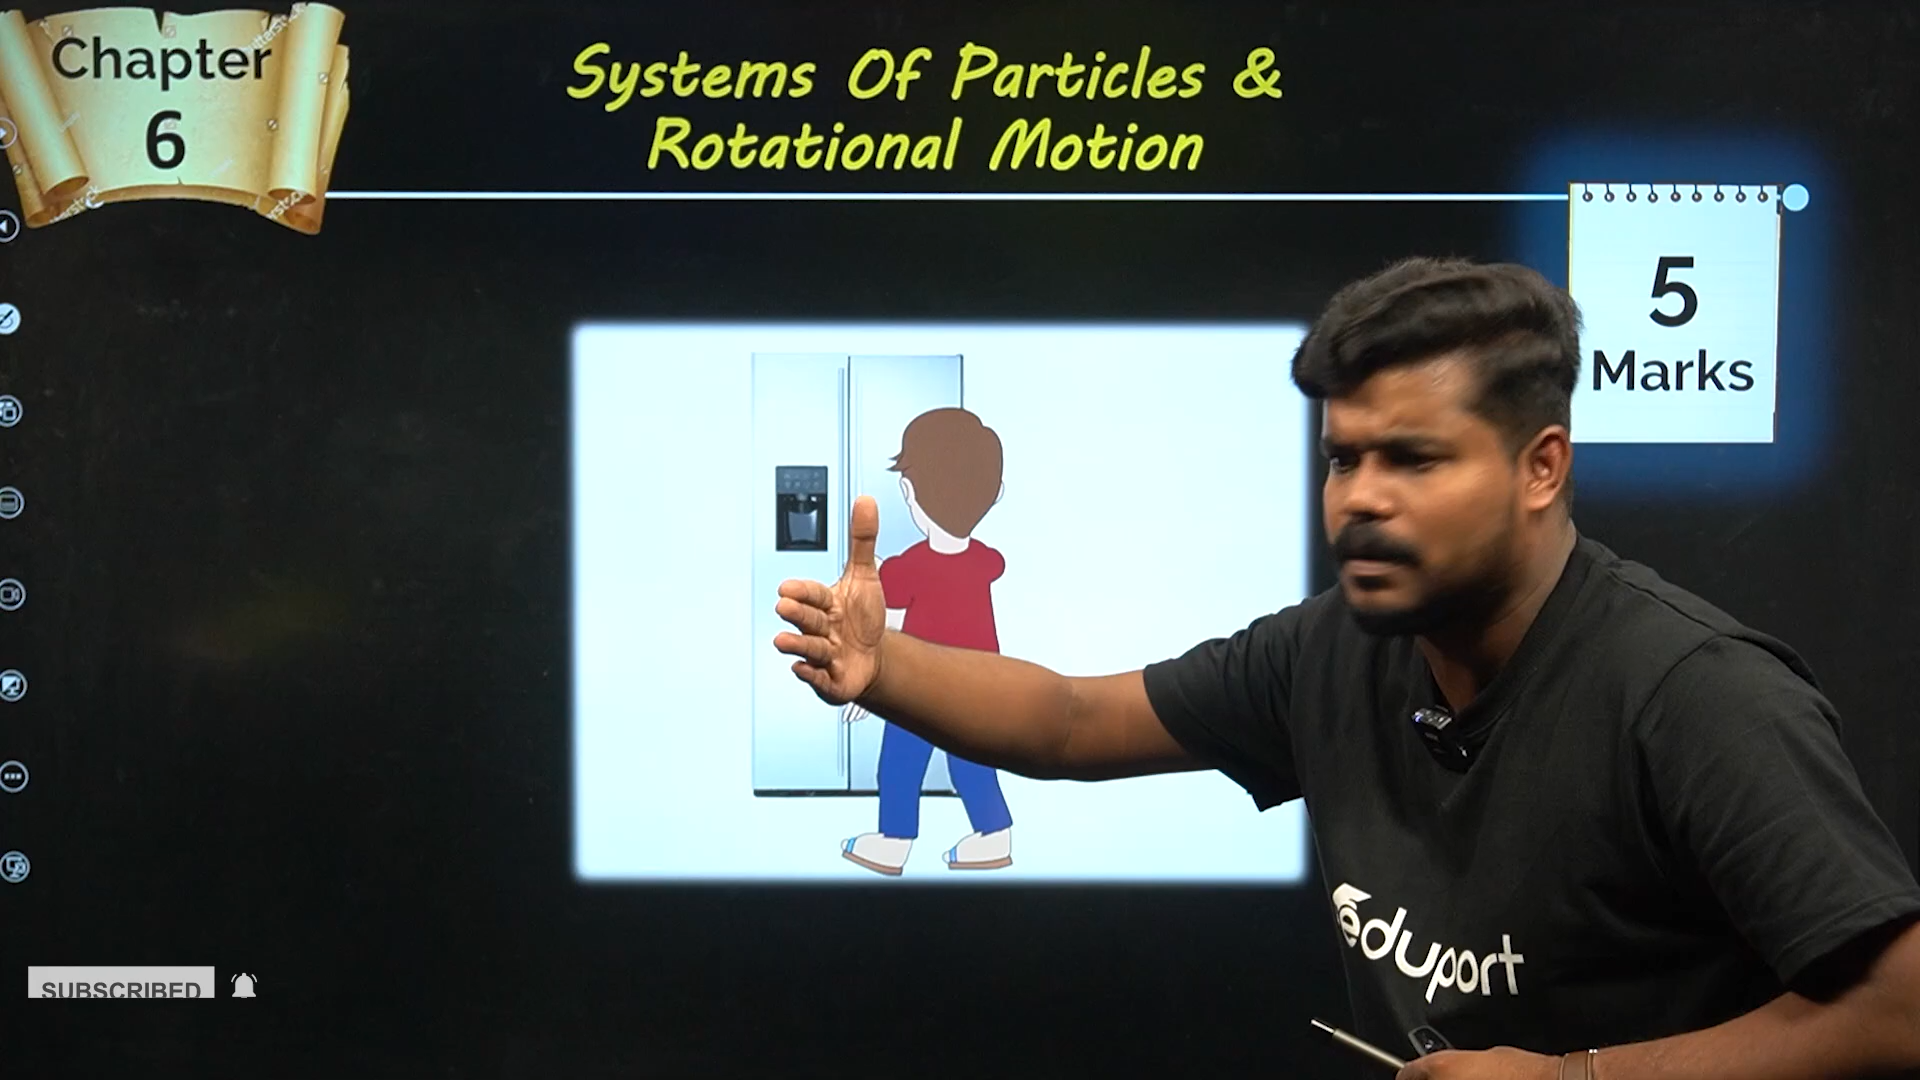 Chapter
6
Systems Of Particles &
Rotational Motion
5
Marks
eduport
SUBSCRIBED